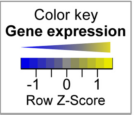 Color key
Gene expression
-1 0 1
Row Z-Score